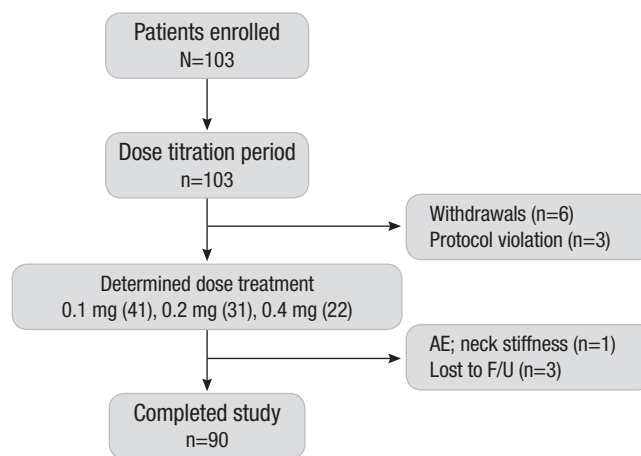 Patients enrolled
N=103
Dose titration period
n=103
Withdrawals (n=6)
Protocol violation (n=3)
Determined dose treatment
0.1 mg (41), 0.2 mg (31), 0.4 mg (22)
AE; neck stiffness (n=1)
Lost to F/U (n=3)
Completed study
n=90